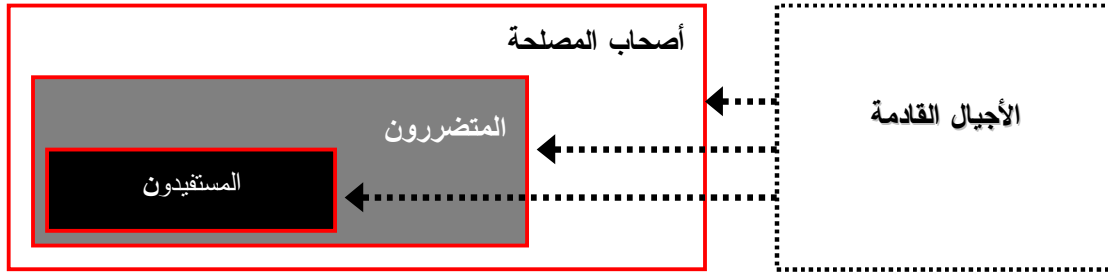 أصحاب المصلحة
الأجيال القادمة
المتضررون
المستفيدون